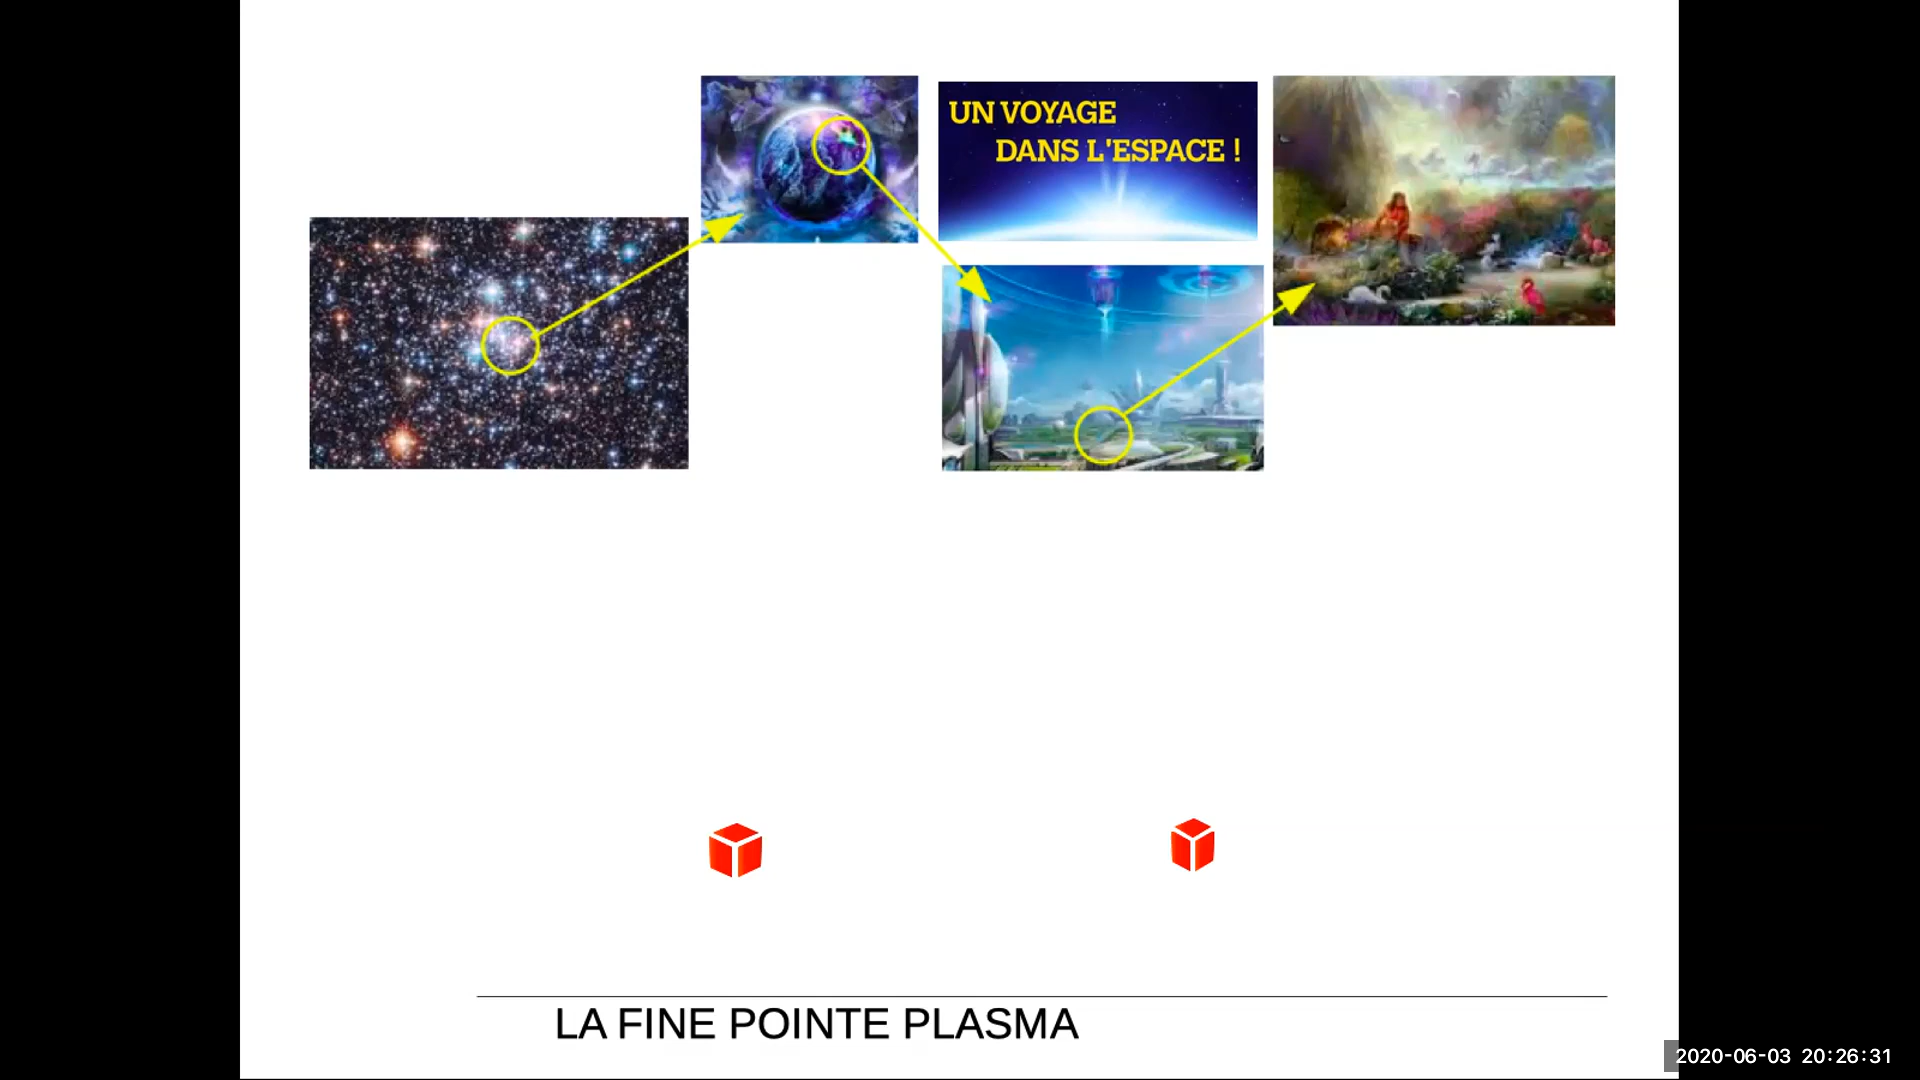 UN VOYAGE
DANS L'ESPACE !
LA FINE POINTE PLASMA
2020-06-03 20:26:31